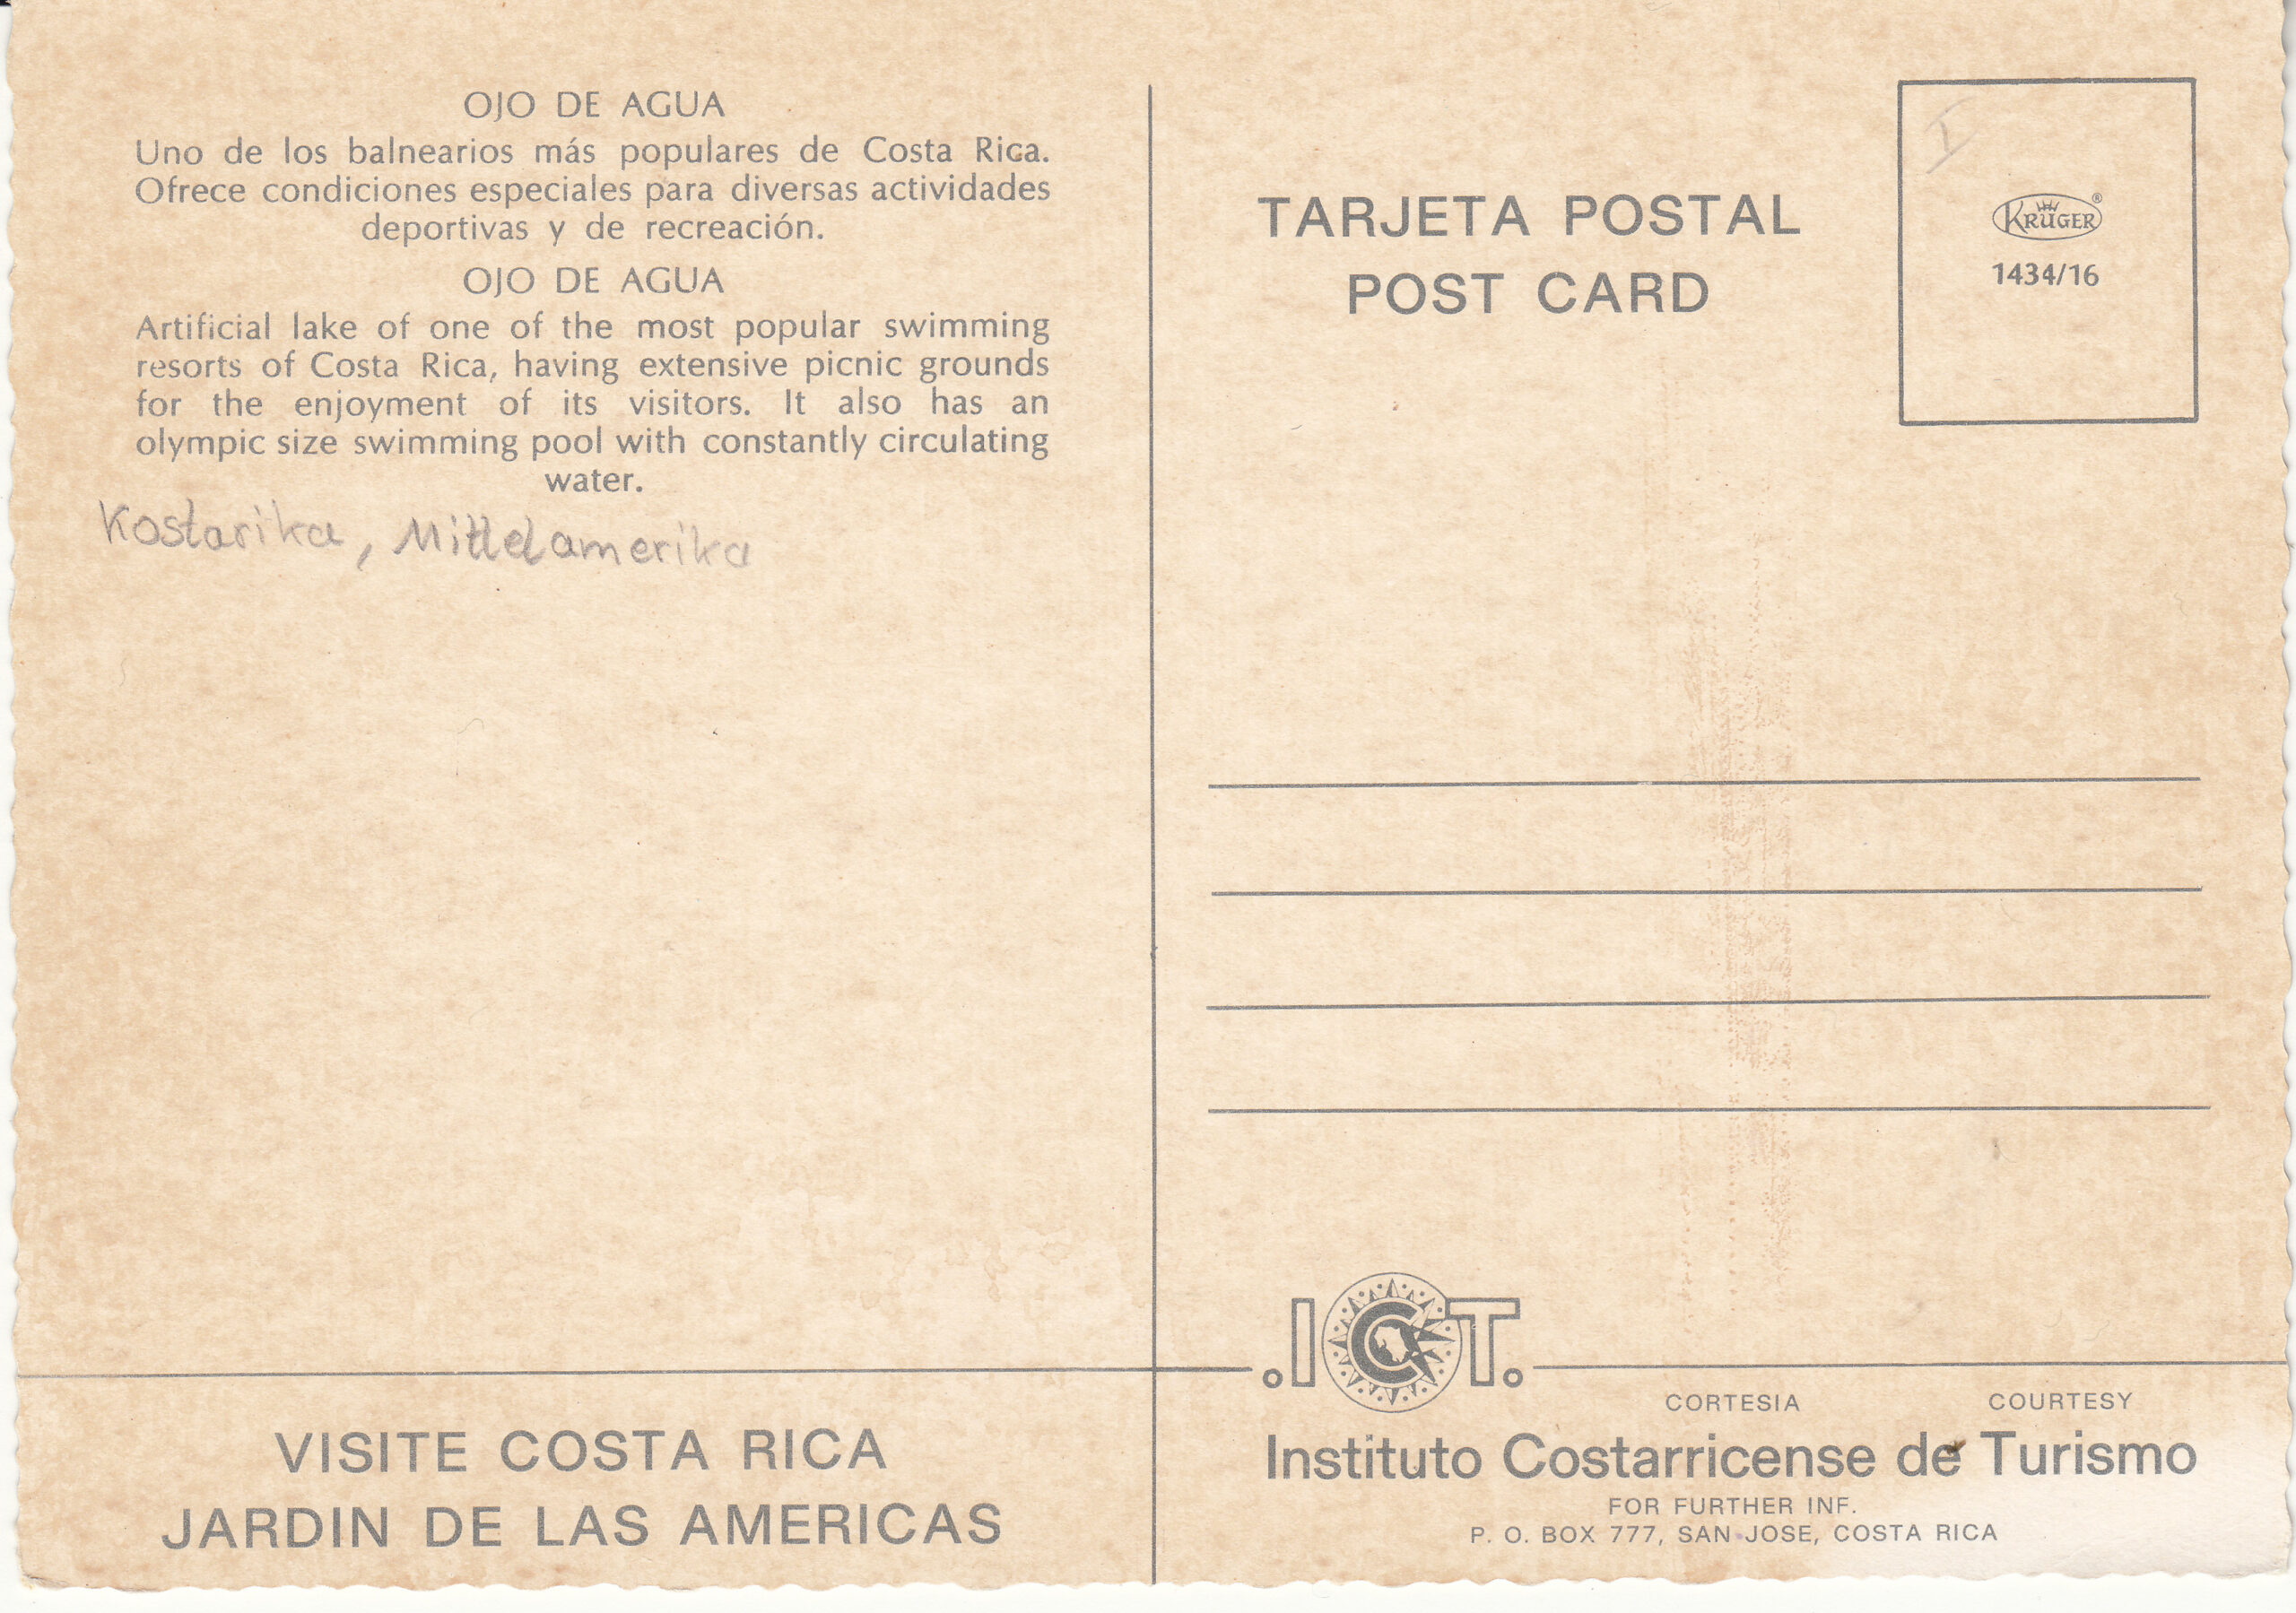 OJO DE AGUA
Uno de los balnearios más populares de Costa Rica.
Ofrece condiciones especiales para diversas actividades
deportivas y de recreación.
OJO DE AGUA
Artificial lake of one of the most popular swimming
resorts of Costa Rica, having extensive picnic grounds
for the enjoyment of its visitors. It also has an
olympic size swimming pool with constantly circulating
water.
Kostarika, Mittelamerika
VISITE COSTA RICA
JARDIN DE LAS AMERICAS
TARJETA POSTAL
POST CARD
I
KRÜGER®
1434/16
.I.C.T.
CORTESIA COURTESY
Instituto Costarricense de Turismo
FOR FURTHER INF.
P. O. BOX 777, SAN JOSE, COSTA RICA